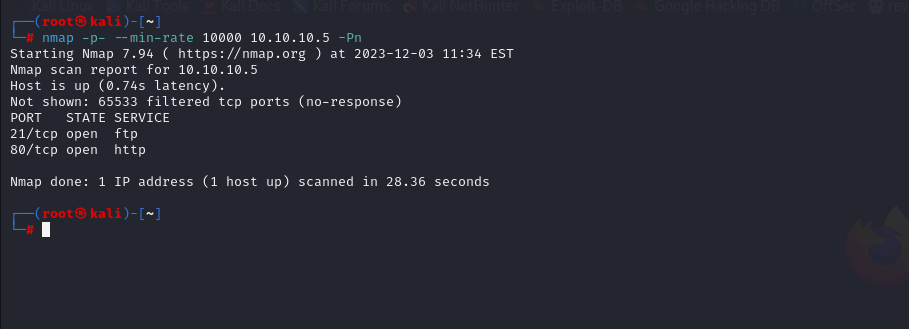 Kali Linux Kali Tools Kali Docs Kali Forums Kali NetHunter Exploit-DB Google Hacking DB OffSec
┌──(root㉿kali)-[~]
└─# nmap -p- --min-rate 10000 10.10.10.5 -Pn
Starting Nmap 7.94 ( https://nmap.org ) at 2023-12-03 11:34 EST
Nmap scan report for 10.10.10.5
Host is up (0.74s latency).
Not shown: 65533 filtered tcp ports (no-response)
PORT   STATE SERVICE
21/tcp open  ftp
80/tcp open  http
Nmap done: 1 IP address (1 host up) scanned in 28.36 seconds
┌──(root㉿kali)-[~]
└─#